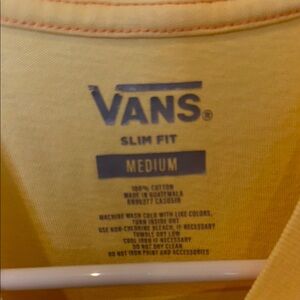 VANS®
SLIM FIT
MEDIUM
100% COTTON
MADE IN GUATEMALA
MACHINE WASH COLD WITH LIKE COLORS,
TURN INSIDE OUT
USE NON-CHLORINE BLEACH, IF NECESSARY
TUMBLE DRY LOW
COOL IRON IF NECESSARY
DO NOT DRY CLEAN
DO NOT IRON PRINT AND ACCESSORIES